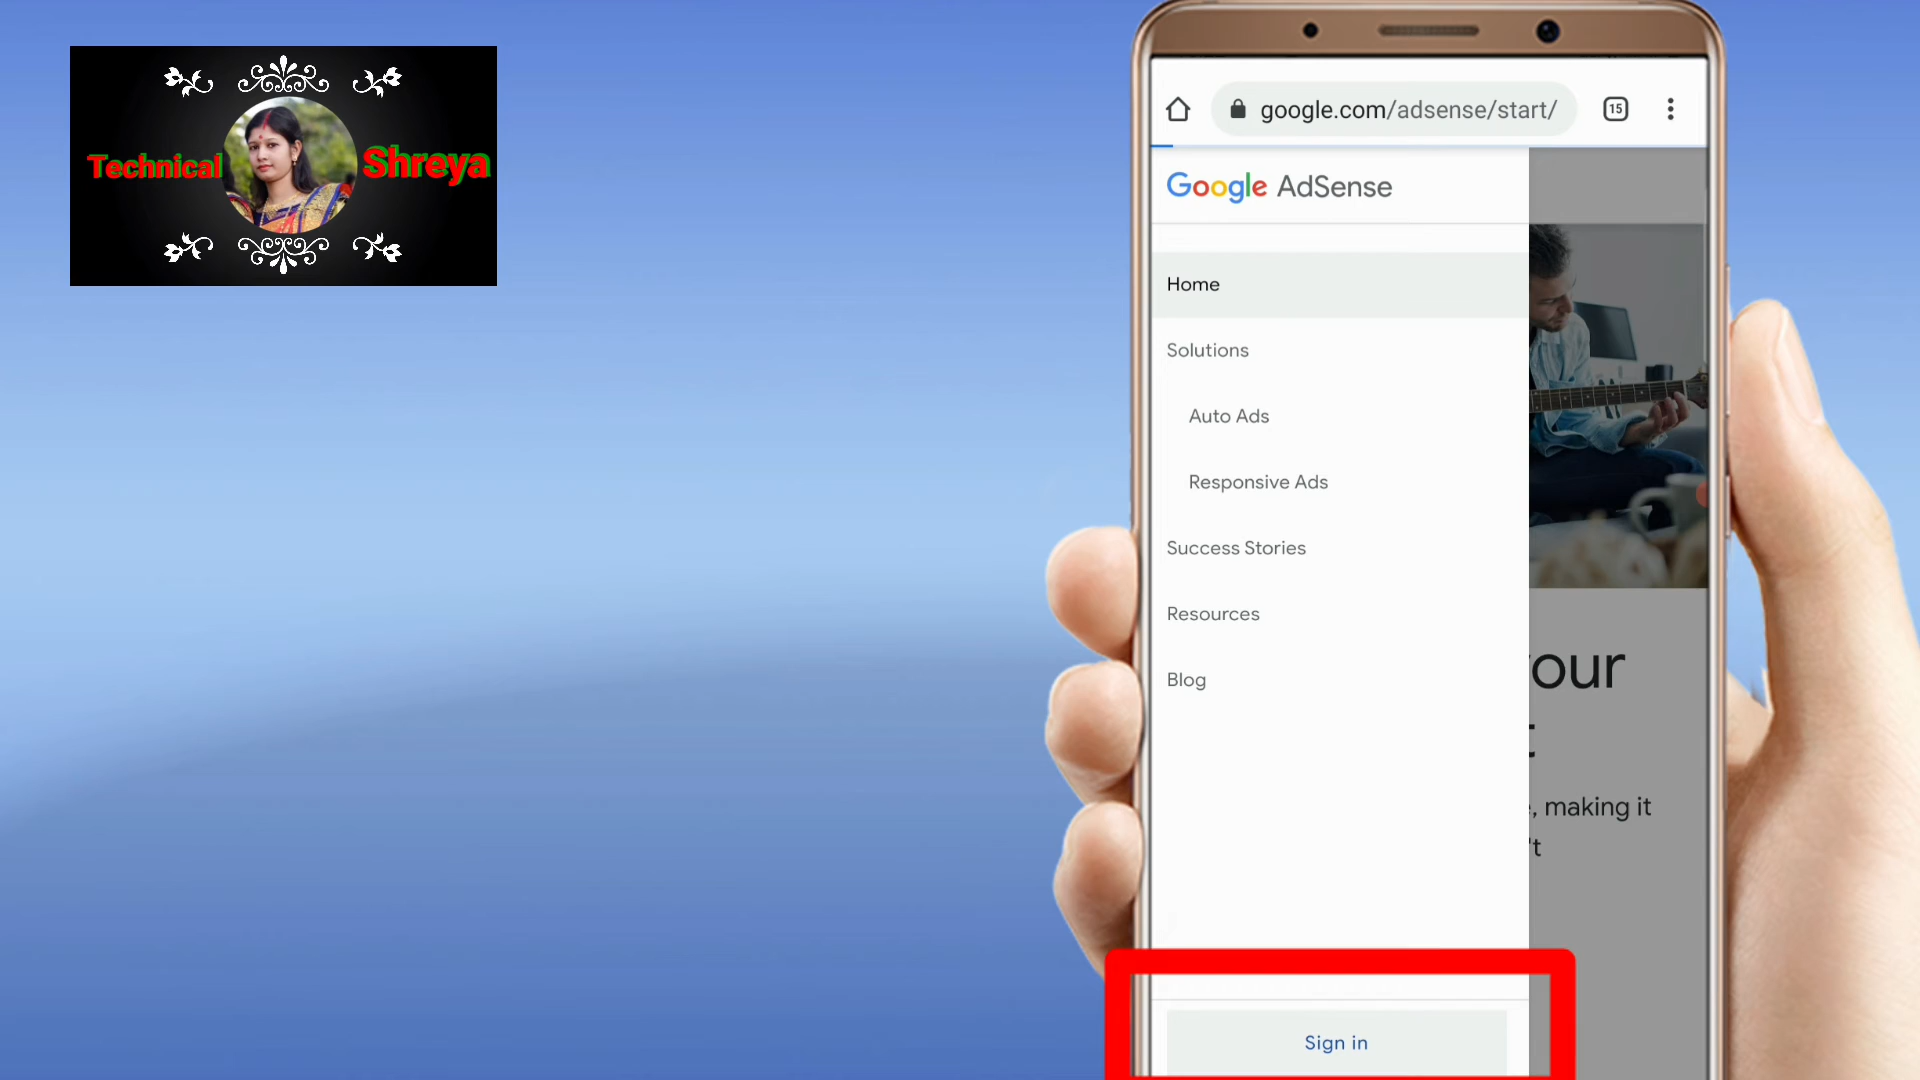 Technical Shreya
google.com/adsense/start/
15
Google AdSense
Home
Solutions
Auto Ads
Responsive Ads
Success Stories
Resources
Blog
our
t
, making it
't
Sign in